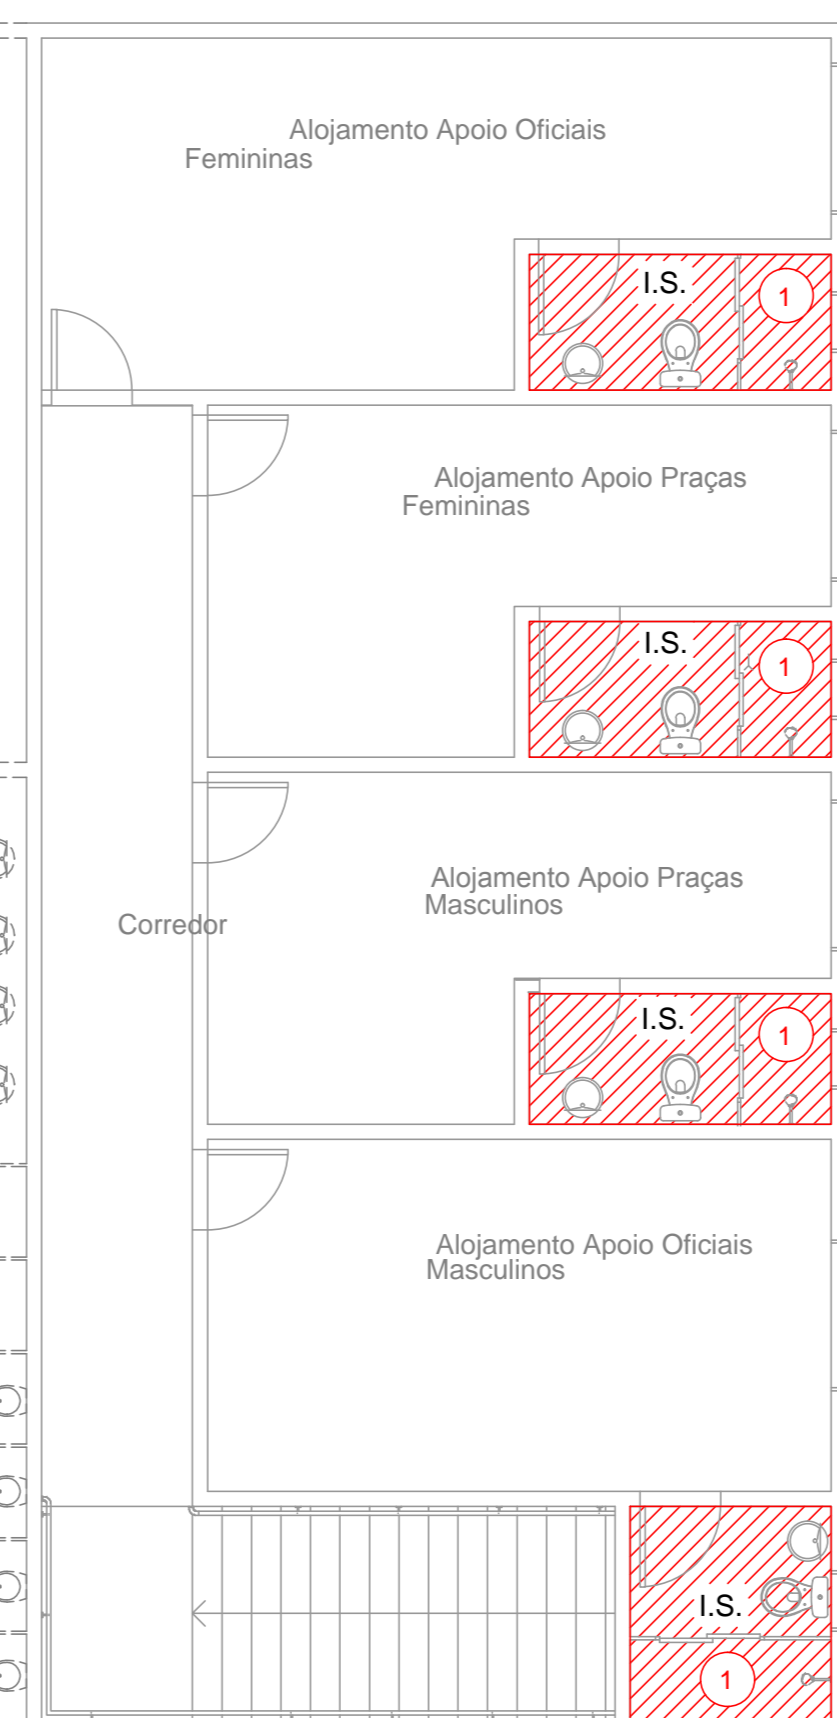 Alojamento Apoio Oficiais
Femininas
I.S.
1
Alojamento Apoio Praças
Femininas
I.S.
1
Alojamento Apoio Praças
Masculinos
Corredor
I.S.
1
Alojamento Apoio Oficiais
Masculinos
I.S.
1